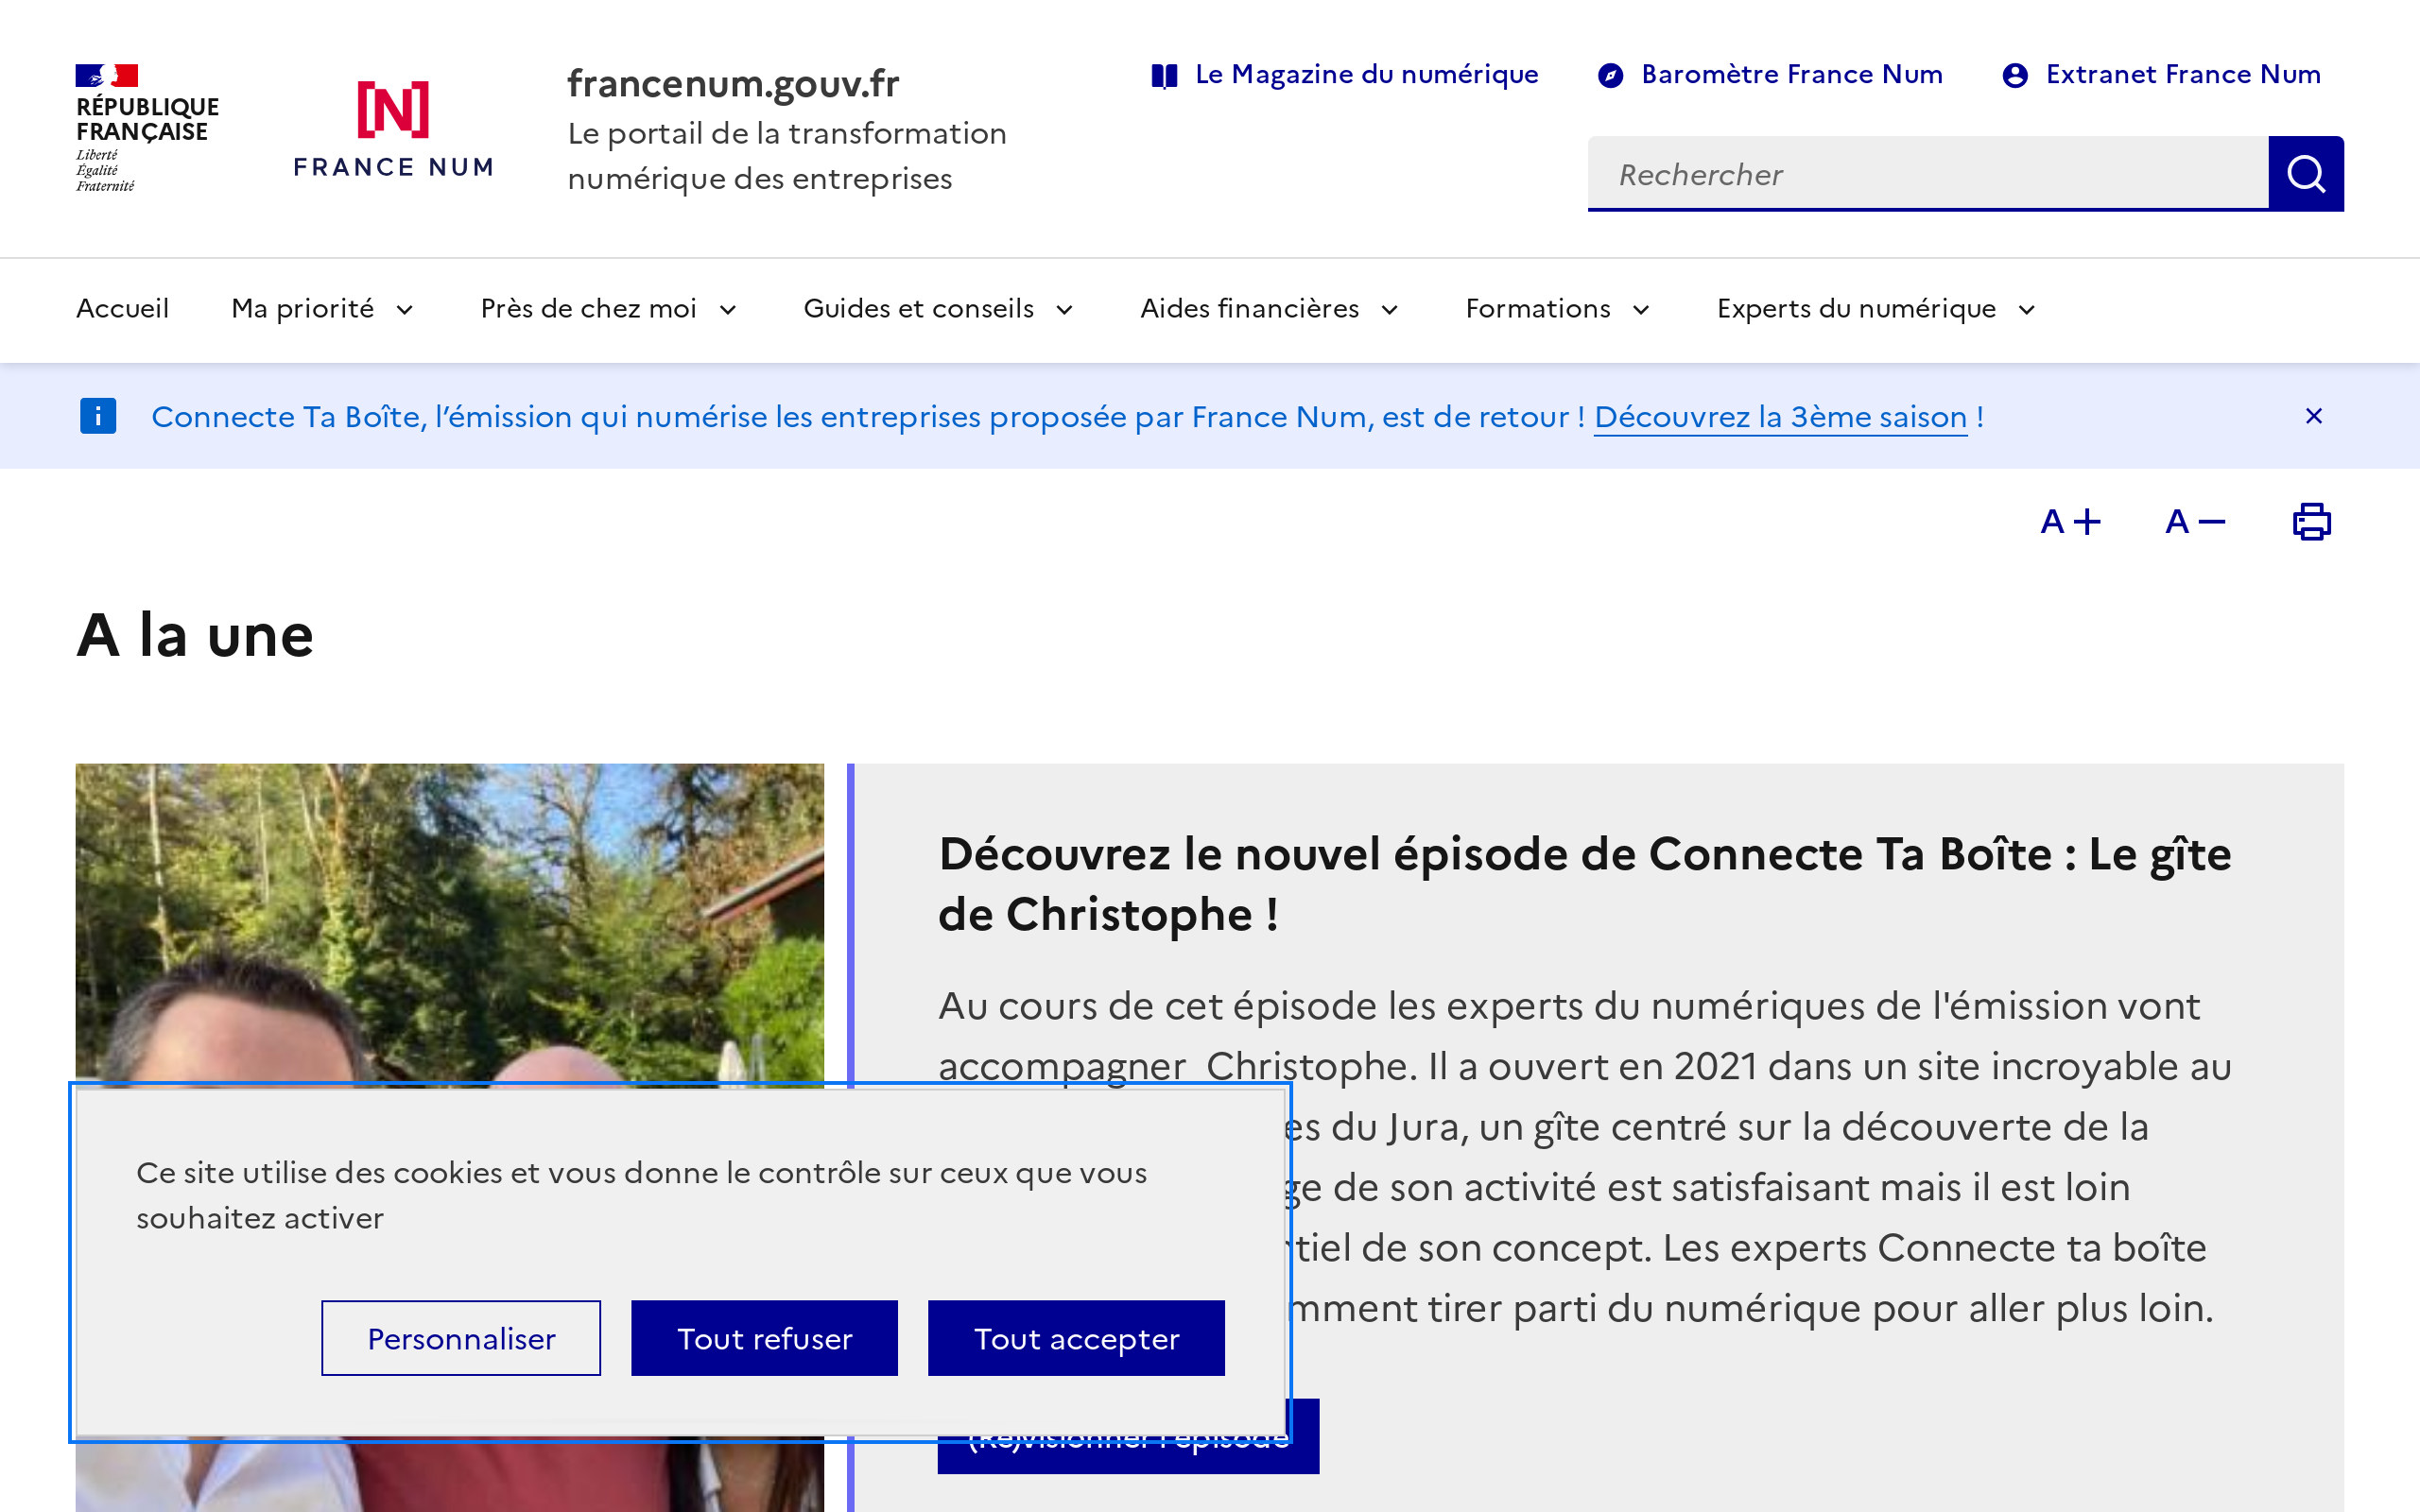 RÉPUBLIQUE
FRANÇAISE
Liberté
Égalité
Fraternité
[N]
FRANCE NUM
francenum.gouv.fr
Le portail de la transformation
numérique des entreprises
Le Magazine du numérique
Baromètre France Num
Extranet France Num
Rechercher
Accueil
Ma priorité
Près de chez moi
Guides et conseils
Aides financières
Formations
Experts du numérique
Connecte Ta Boîte, l’émission qui numérise les entreprises proposée par France Num, est de retour ! Découvrez la 3ème saison !
A+
A−
A la une
Découvrez le nouvel épisode de Connecte Ta Boîte : Le gîte
de Christophe !
Au cours de cet épisode les experts du numériques de l'émission vont
accompagner Christophe. Il a ouvert en 2021 dans un site incroyable au
du Jura, un gîte centré sur la découverte de la
de son activité est satisfaisant mais il est loin
de son concept. Les experts Connecte ta boîte
tirer parti du numérique pour aller plus loin.
(Re)visionner l'épisode
Ce site utilise des cookies et vous donne le contrôle sur ceux que vous
souhaitez activer
Personnaliser
Tout refuser
Tout accepter